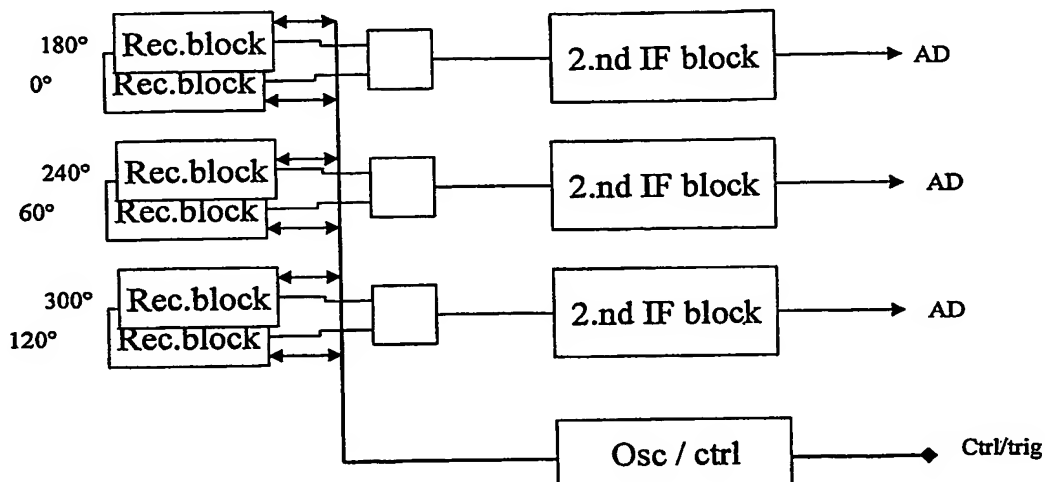 180° Rec.block 2.nd IF block AD
0° Rec.block
240° Rec.block 2.nd IF block AD
60° Rec.block
300° Rec.block 2.nd IF block AD
120° Rec.block
Osc / ctrl Ctrl/trig